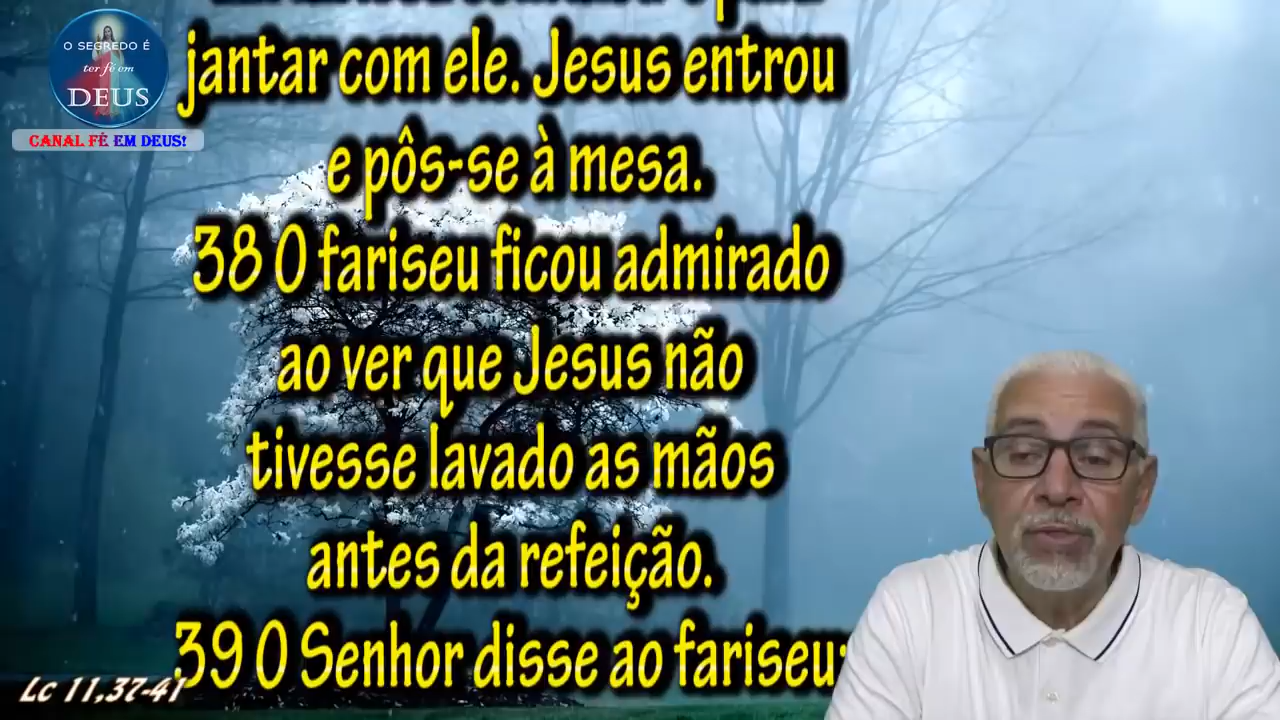 O SEGREDO É
ter fé em
DEUS
CANAL FÉ EM DEUS!
jantar com ele. Jesus entrou
e pôs-se à mesa.
38 O fariseu ficou admirado
ao ver que Jesus não
tivesse lavado as mãos
antes da refeição.
39 O Senhor disse ao fariseu:
Lc 11,37-41